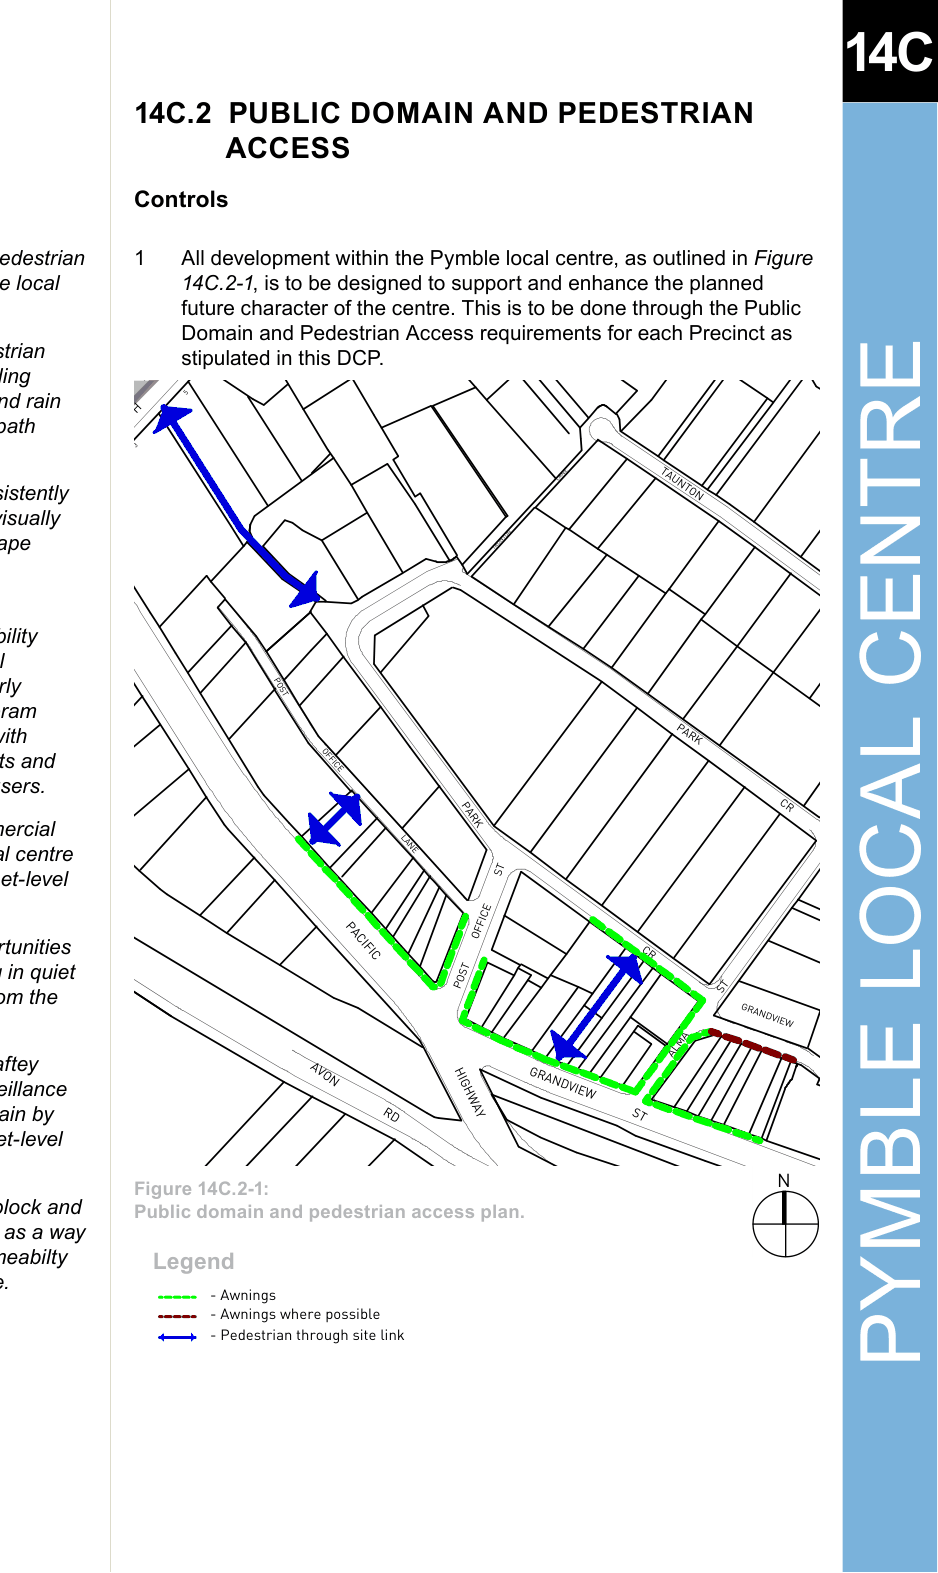 14C
14C.2 PUBLIC DOMAIN AND PEDESTRIAN
ACCESS
Controls
1 All development within the Pymble local centre, as outlined in Figure
14C.2-1, is to be designed to support and enhance the planned
future character of the centre. This is to be done through the Public
Domain and Pedestrian Access requirements for each Precinct as
stipulated in this DCP.
edestrian
e local
strian
ling
nd rain
path
sistently
visually
ape
bility
l
rly
oram
with
ts and
users.
mercial
al centre
et-level
rtunities
g in quiet
om the
aftey
eillance
ain by
et-level
block and
as a way
meabilty
e.
TAUNTON
POST
OFFICE
LANE
PARK
CR
PARK
ST
OFFICE
POST
PACIFIC
HIGHWAY
CR
ST
GRANDVIEW
ALMA
GRANDVIEW
ST
AVON
RD
Figure 14C.2-1:
Public domain and pedestrian access plan.
N
Legend
- Awnings
- Awnings where possible
- Pedestrian through site link
PYMBLE LOCAL CENTRE